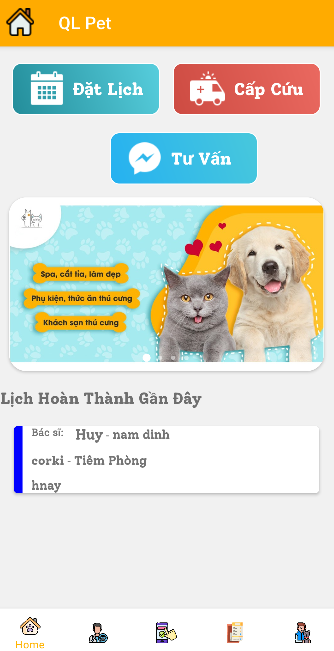 QL Pet
Đặt Lịch
Cấp Cứu
Tư Vấn
Spa, cắt tỉa, làm đẹp
Phụ kiện, thức ăn thú cưng
Khách sạn thú cưng
Lịch Hoàn Thành Gần Đây
Bác sĩ: Huy - nam dinh
corki - Tiêm Phòng
hnay
Home